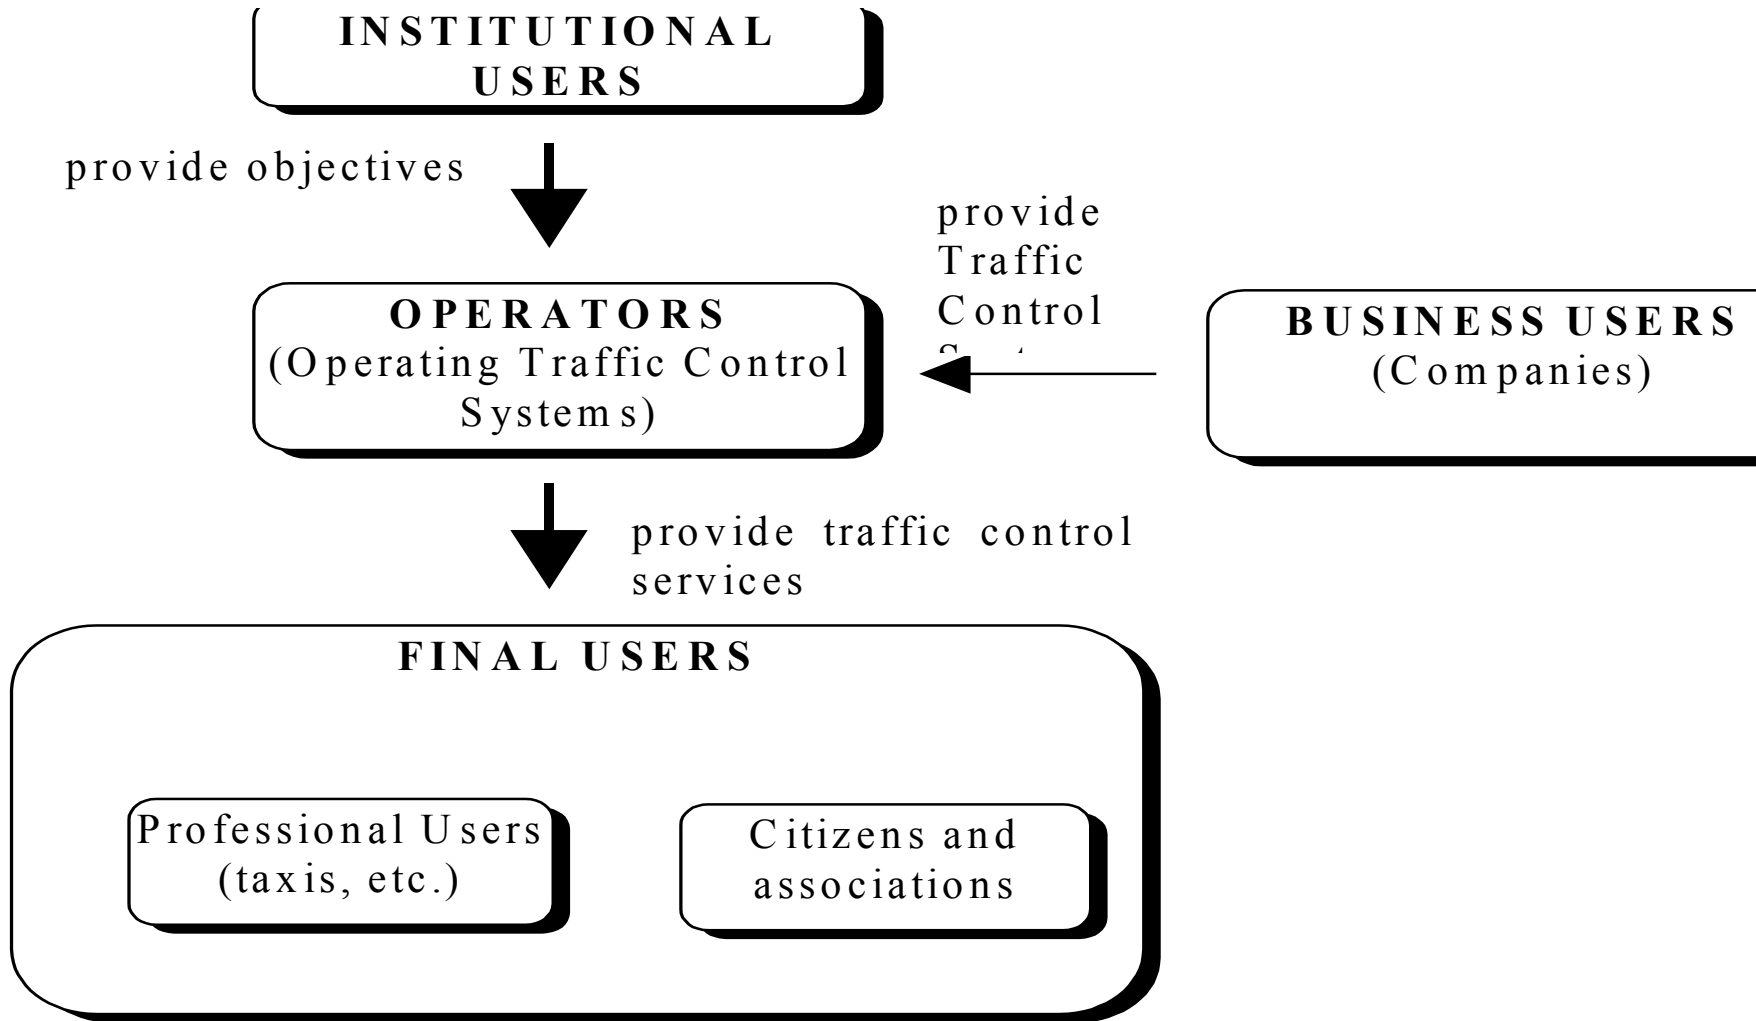 INSTITUTIONAL
USERS
provide objectives
provide
Traffic
Control
OPERATORS
(Operating Traffic Control
Systems)
BUSINESS USERS
(Companies)
provide traffic control
services
FINAL USERS
Professional Users
(taxis, etc.)
Citizens and
associations